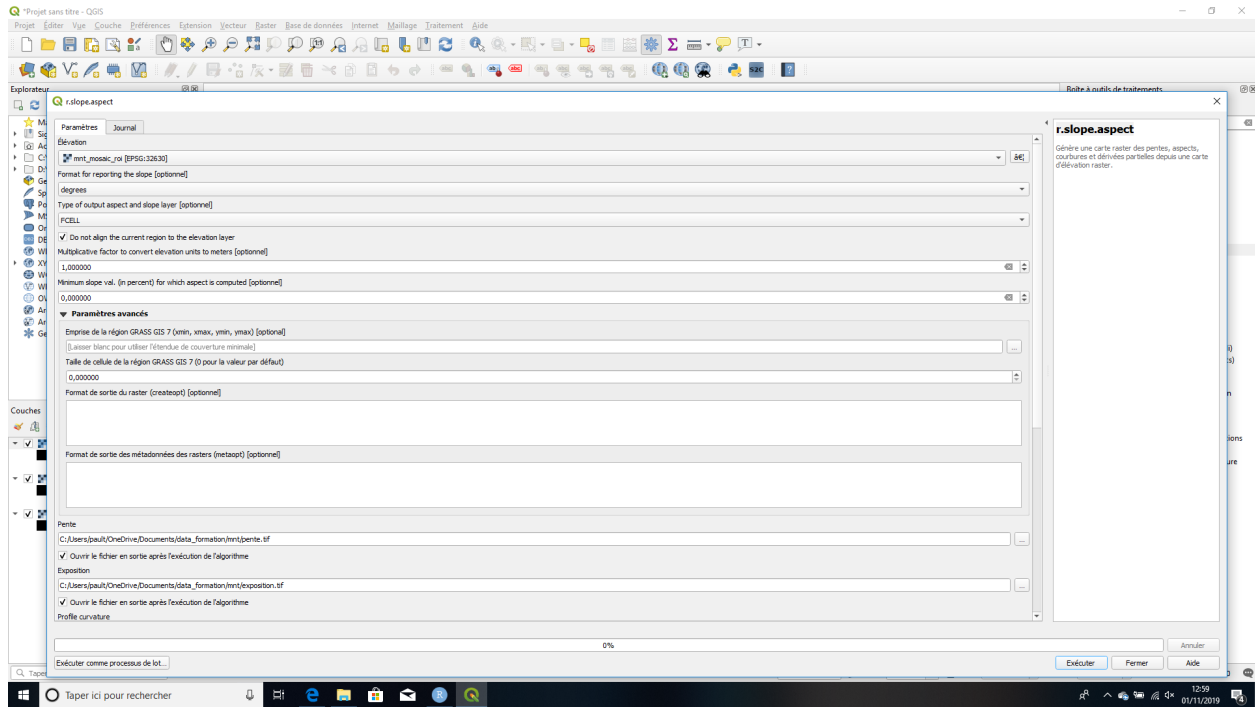 *Projet sans titre - QGIS
Projet Éditer Vue Couche Préférences Extension Vecteur Raster Base de données Internet Maillage Traitement Aide
Explorateur
Boîte à outils de traitements
r.slope.aspect
Paramètres Journal
r.slope.aspect
Génère une carte raster des pentes, aspects,
courbures et dérivées partielles depuis une carte
d'élévation raster.
Élévation
mnt_mosaic_roi [EPSG:32630]
â€¦
Format for reporting the slope [optionnel]
degrees
Type of output aspect and slope layer [optionnel]
FCELL
Do not align the current region to the elevation layer
Multiplicative factor to convert elevation units to meters [optionnel]
1,000000
Minimum slope val. (in percent) for which aspect is computed [optionnel]
0,000000
Paramètres avancés
Emprise de la région GRASS GIS 7 (xmin, xmax, ymin, ymax) [optional]
[Laisser blanc pour utiliser l'étendue de couverture minimale]
...
Taille de cellule de la région GRASS GIS 7 (0 pour la valeur par défaut)
0,000000
Format de sortie du raster (createopt) [optionnel]
Format de sortie des métadonnées des rasters (metaopt) [optionnel]
Pente
C:/Users/pault/OneDrive/Documents/data_formation/mnt/pente.tif
...
Ouvrir le fichier en sortie après l'exécution de l'algorithme
Exposition
C:/Users/pault/OneDrive/Documents/data_formation/mnt/exposition.tif
...
Ouvrir le fichier en sortie après l'exécution de l'algorithme
Profile curvature
Couches
0%
Annuler
Exécuter comme processus de lot...
Exécuter Fermer Aide
Taper ici pour rechercher
12:59
01/11/2019